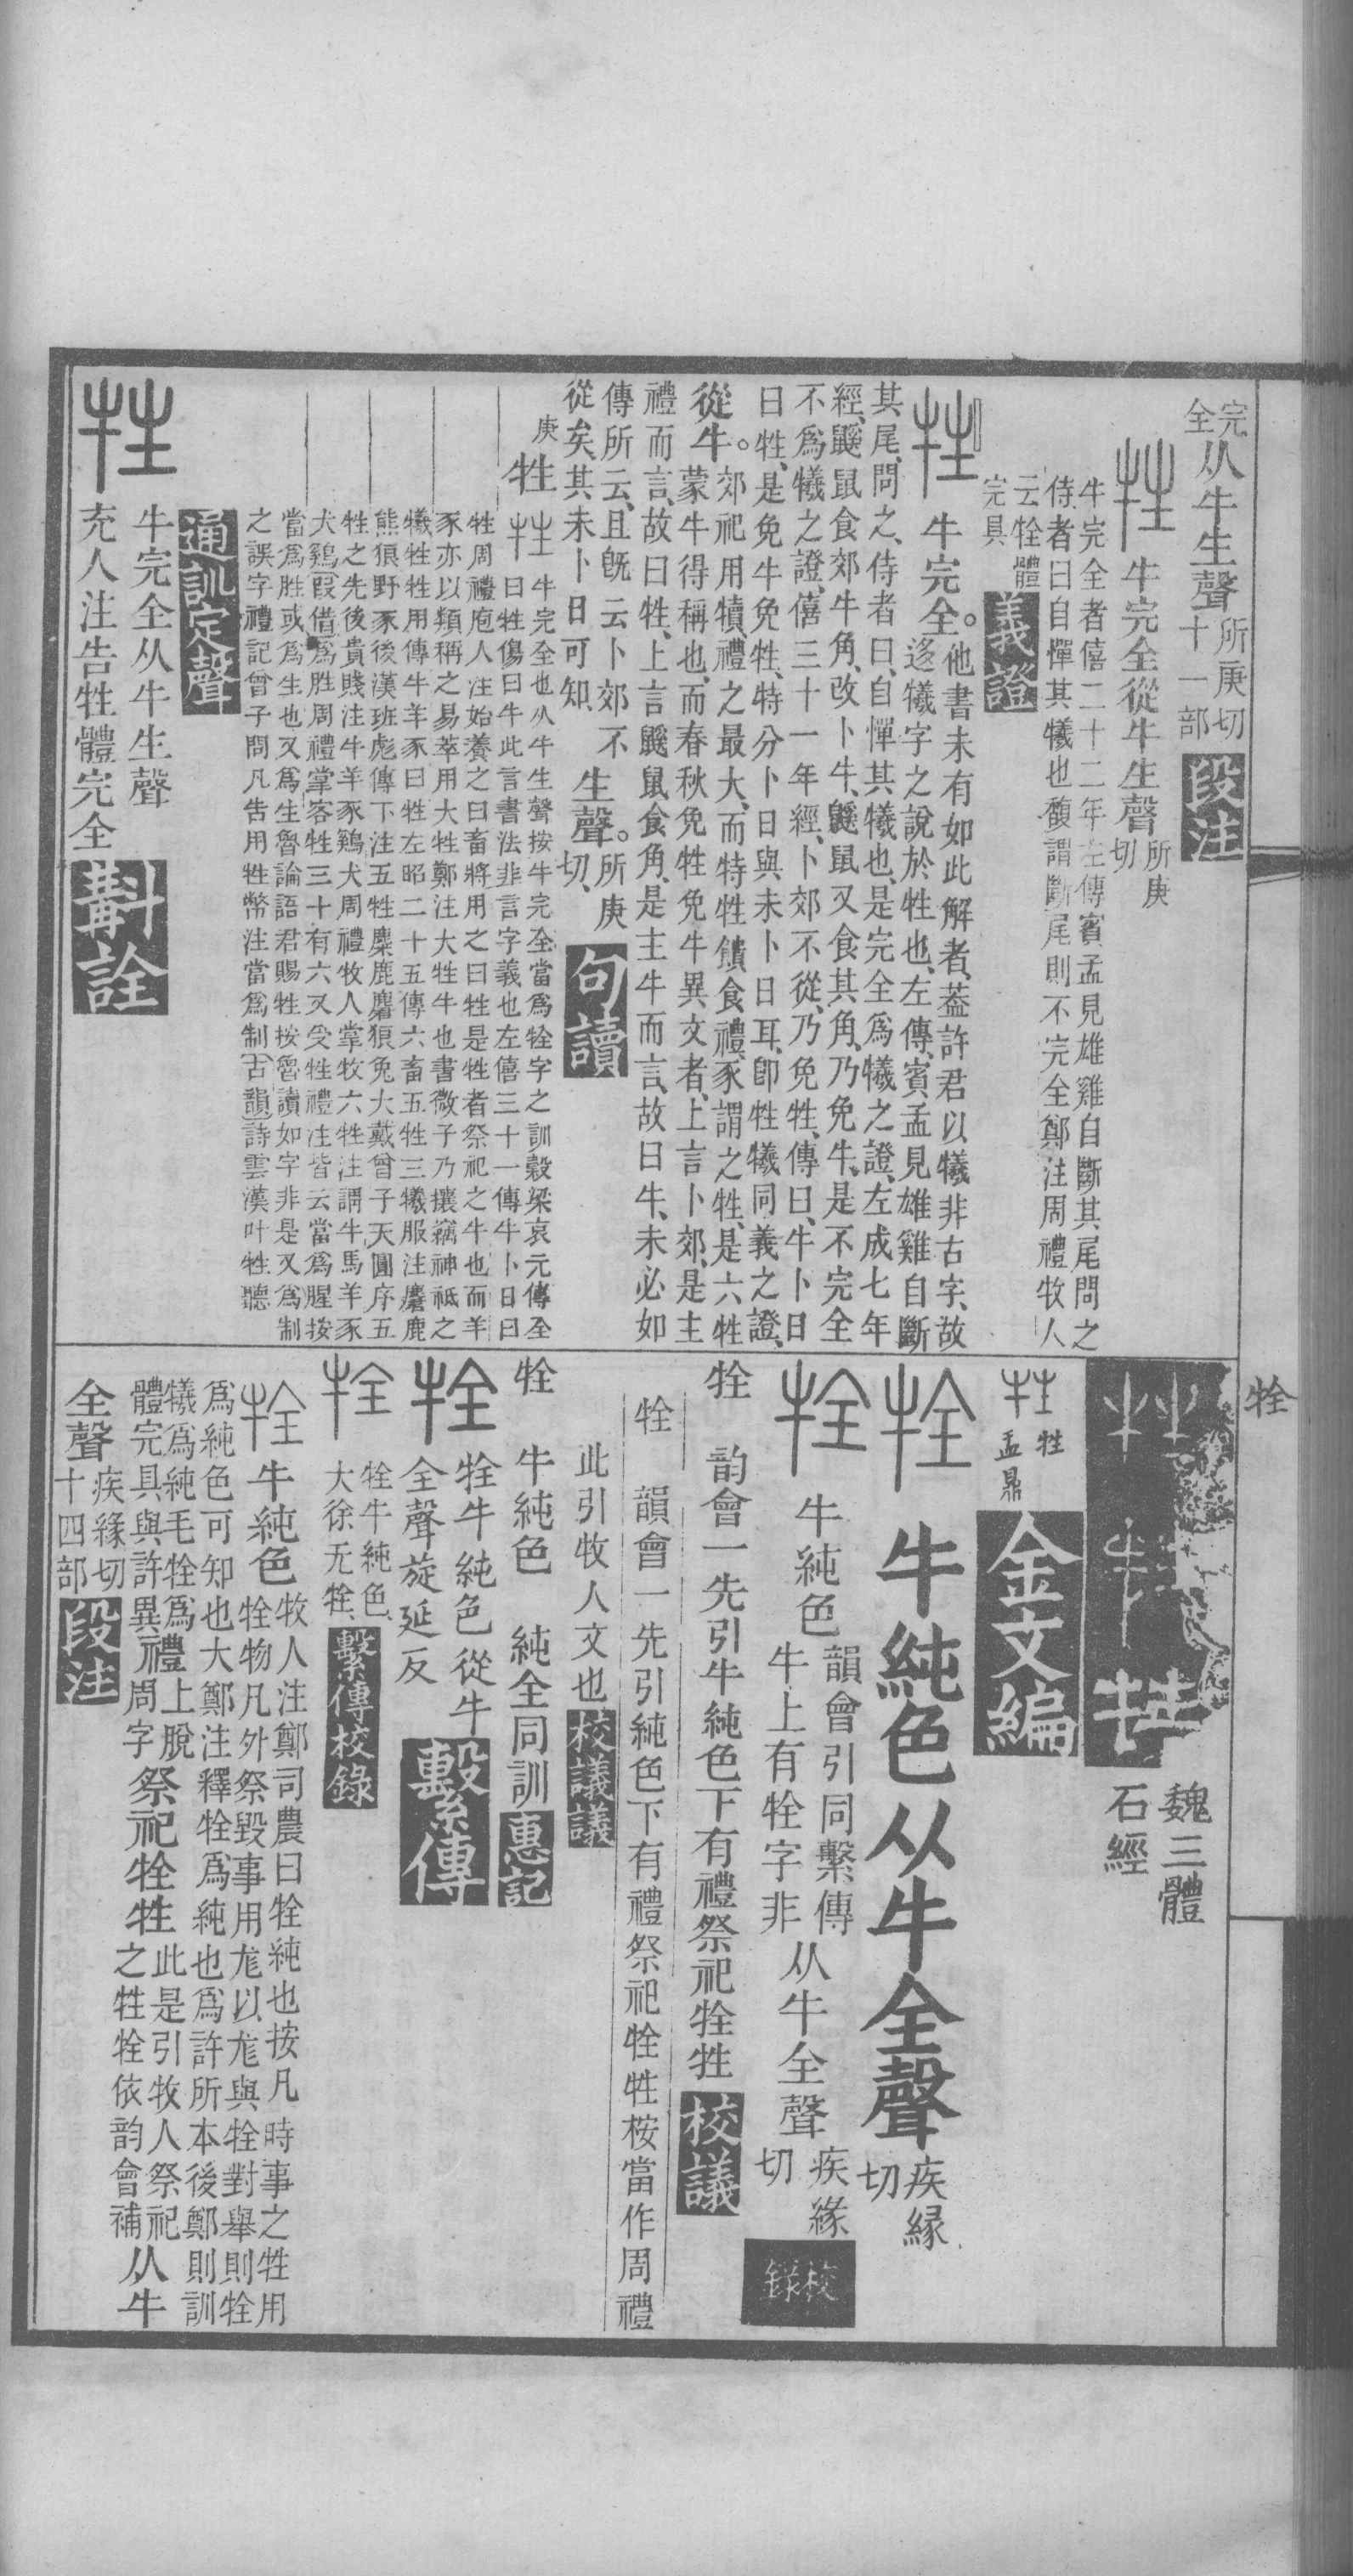 完全从牛生聲所庚切十一部段注
牲牛完全從牛生聲所庚切
牛完全者僖二十二年左傳賓孟見雄雞自斷其尾問之
侍者曰自憚其犧也馥謂斷尾則不完全鄭注周禮牧人
云牷體完具義證
牲牛完全。他書未有如此解者、葢許君以犧非古字、故
迻犧字之說於牲也、左傳、賓孟見雄雞自斷
其尾、問之、侍者曰、自憚其犧也、是完全爲犧之證、左成七年
經、鼷鼠食郊牛角、改卜牛、鼷鼠又食其角、乃免牛、是不完全
不爲犧之證、僖三十一年經、卜郊不從、乃免牲、傳曰、牛卜日
曰牲、是免牛免牲、特分卜日與未卜日耳、卽牲犧同義之證、
從牛。郊祀用犢、禮之最大、而特牲饋食禮、豕謂之牲、是六牲
蒙牛得稱也、而春秋免牲免牛異文者、上言卜郊、是主
禮而言、故曰牲、上言鼷鼠食角、是主牛而言、故曰牛、未必如
傳所云、且旣云卜郊不
從矣、其未卜日可知、生聲。所庚切、句讀
庚牲牲牛完全也从牛生聲按牛完全當爲牷字之訓穀梁哀元傳全
曰牲傷曰牛此言書法非言字義也左僖三十一傳牛卜日曰
牲周禮庖人注始養之曰畜將用之曰牲是牲者祭祀之牛也而羊
豕亦以類稱之易萃用大牲鄭注大牲牛也書微子乃攘竊神祗之
犧牷牲用傳牛羊豕曰牲左昭二十五傳六畜五牲三犧服注麏鹿
熊狼野豕後漢班彪傳下注五牲麋鹿麏狼兔大戴曾子天圓序五
牲之先後貴賤注牛羊豕鷄犬周禮牧人掌牧六牲注謂牛馬羊豕
犬鷄叚借爲胜周禮掌客牲三十有六又受牲禮注皆云當爲腥按
當爲胜或爲生也又爲生魯論語君賜牲按魯讀如字非是又爲制
之誤字禮記曾子問凡吿用牲幣注當爲制古韻詩雲漢叶牲聽
通訓定聲
牲牛完全从牛生聲
充人注告牲體完全斠詮
魏三體石經
牲牲盂鼎金文編
牷牛純色从牛全聲疾緣切
牷牛純色韻會引同繫傳牛上有牷字非从牛全聲疾緣切校錄
牷韵會一先引牛純色下有禮祭祀牷牲校議
牷韻會一先引純色下有禮祭祀牷牲桉當作周禮
此引牧人文也校議議
牷牛純色純全同訓惠記
牷牷牛純色從牛全聲旋延反繫傳
牷牷牛純色、大徐无牷、繫傳校錄
牷牛純色牧人注鄭司農曰牷純也按凡時事之牲用
牷物凡外祭毀事用尨以尨與牷對舉則牷
爲純色可知也大鄭注釋牷爲純也爲許所本後鄭則訓
犧爲純毛牷爲
體完具與許異禮上脫周字祭祀牷牲此是引牧人祭祀之牲牷依韵會補从牛
全聲疾緣切十四部段注
牷